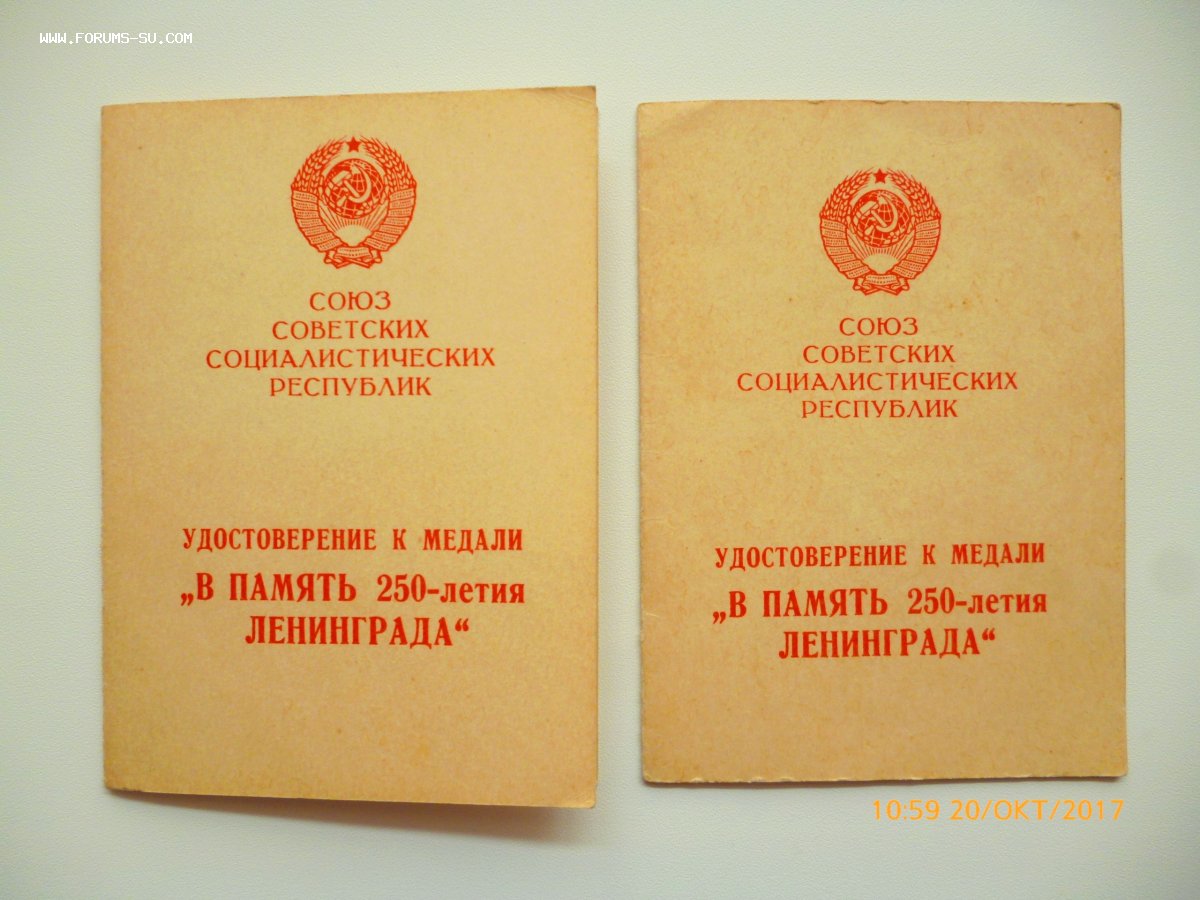 WWW.FORUMS-SU.COM
СОЮЗ
СОВЕТСКИХ
СОЦИАЛИСТИЧЕСКИХ
РЕСПУБЛИК
УДОСТОВЕРЕНИЕ К МЕДАЛИ
„В ПАМЯТЬ 250-летия
ЛЕНИНГРАДА“
СОЮЗ
СОВЕТСКИХ
СОЦИАЛИСТИЧЕСКИХ
РЕСПУБЛИК
УДОСТОВЕРЕНИЕ К МЕДАЛИ
„В ПАМЯТЬ 250-летия
ЛЕНИНГРАДА“
10:59 20/ОКТ/2017